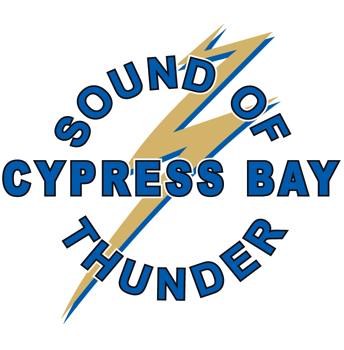 SOUND OF
CYPRESS BAY
THUNDER